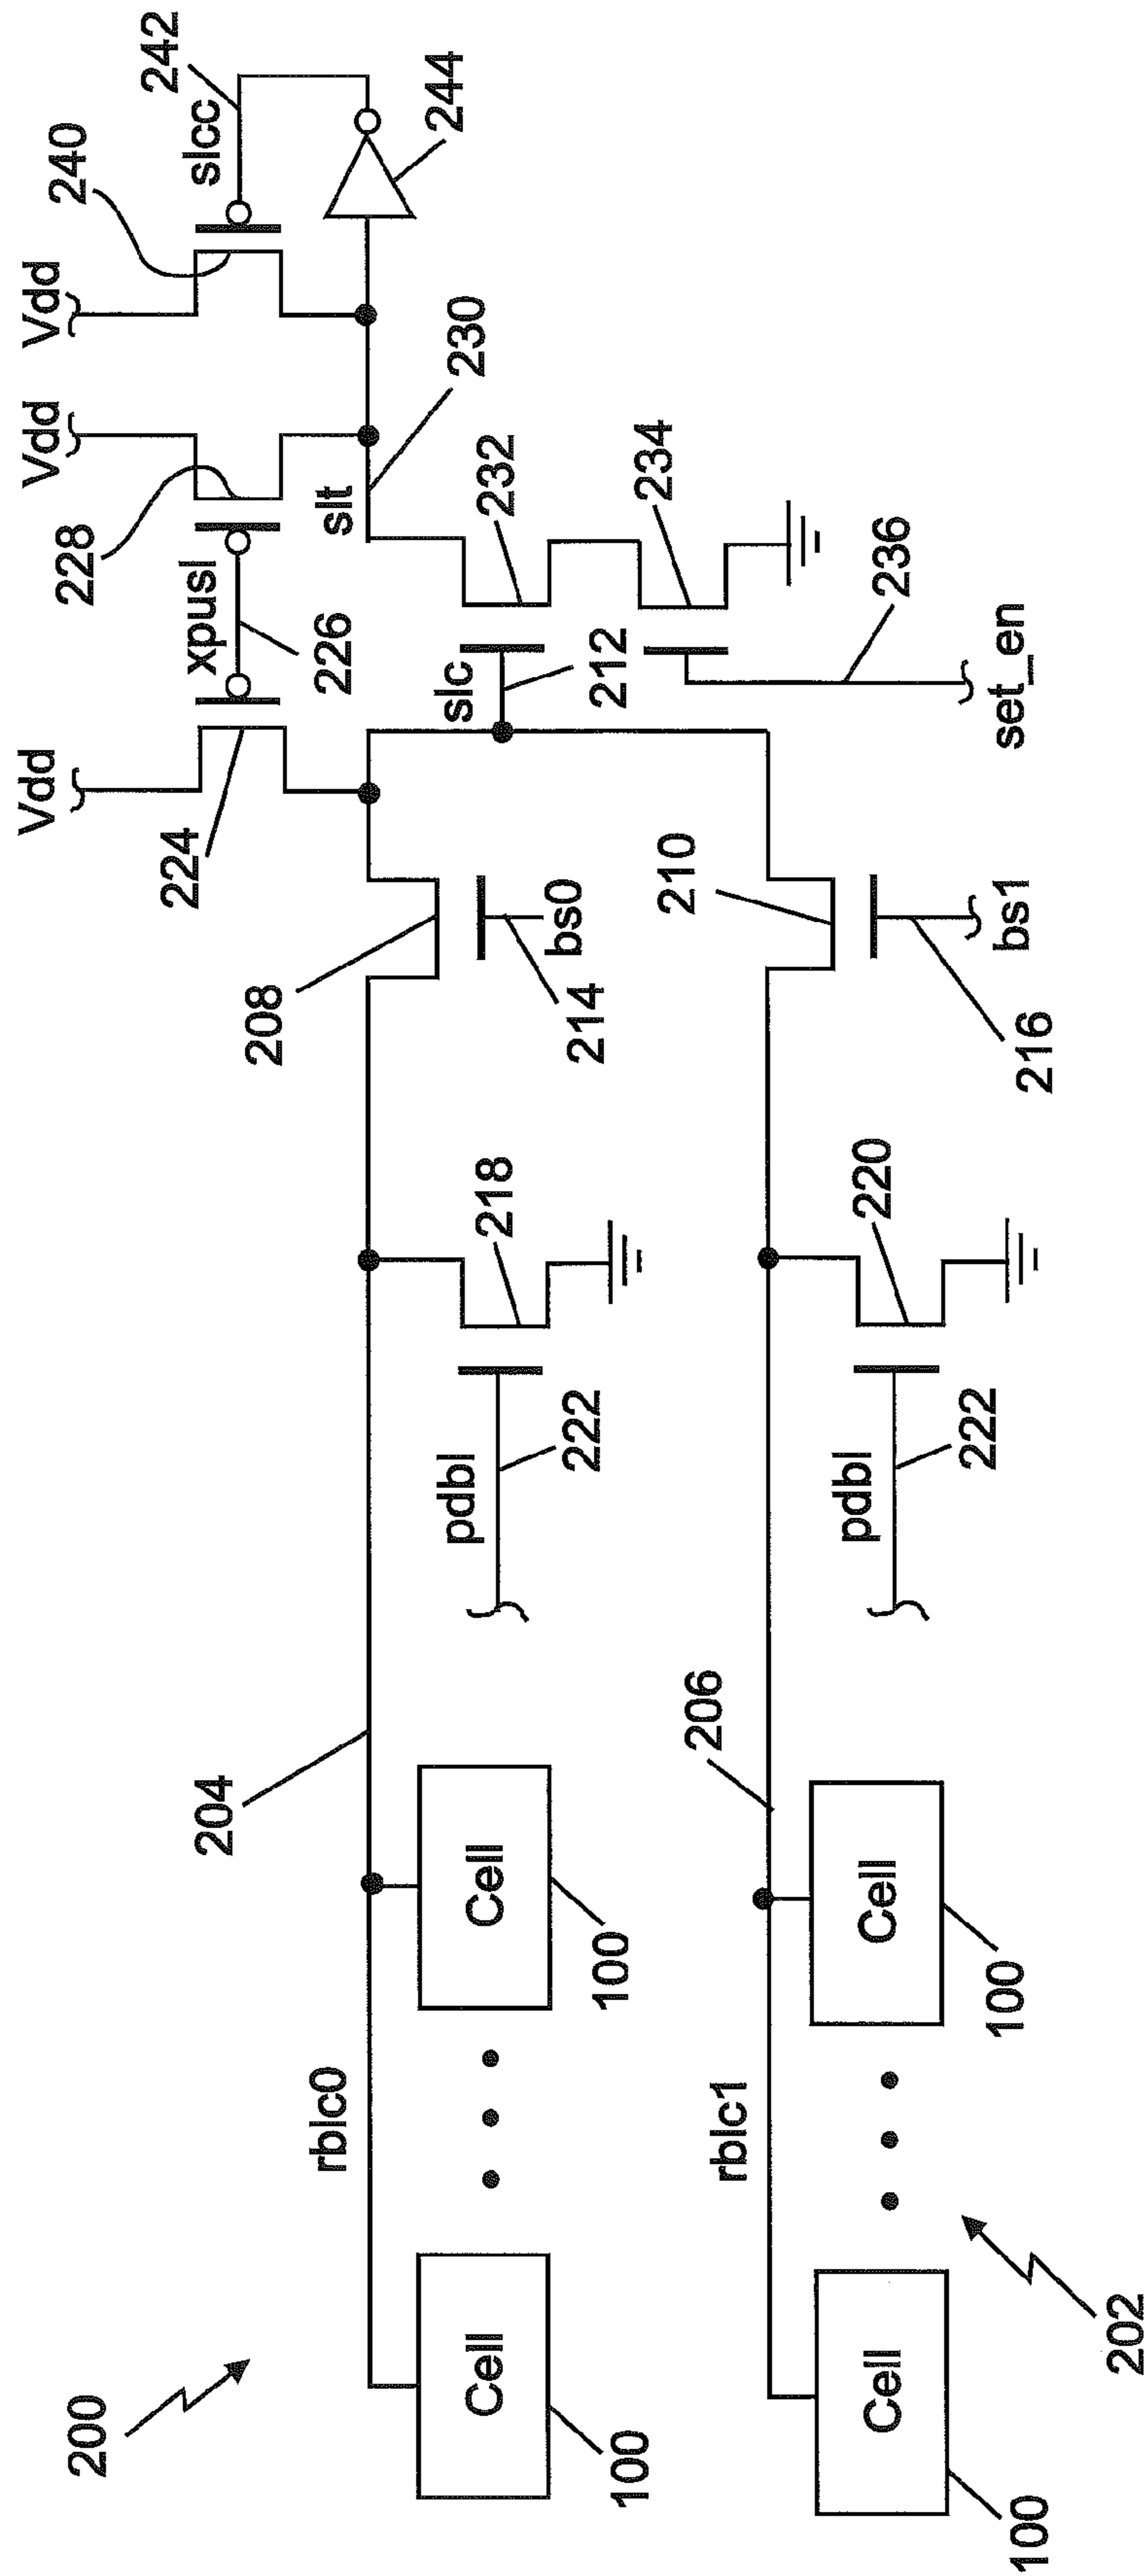 200
rblc0
204
Cell
100
Cell
100
pdbl
222
218
208
bs0
214
Vdd
224
xpusl
226
228
Vdd
Vdd
240
slcc
242
244
slt
230
slc
212
232
234
236
set_en
202
rblc1
206
Cell
100
Cell
100
pdbl
222
220
210
bs1
216